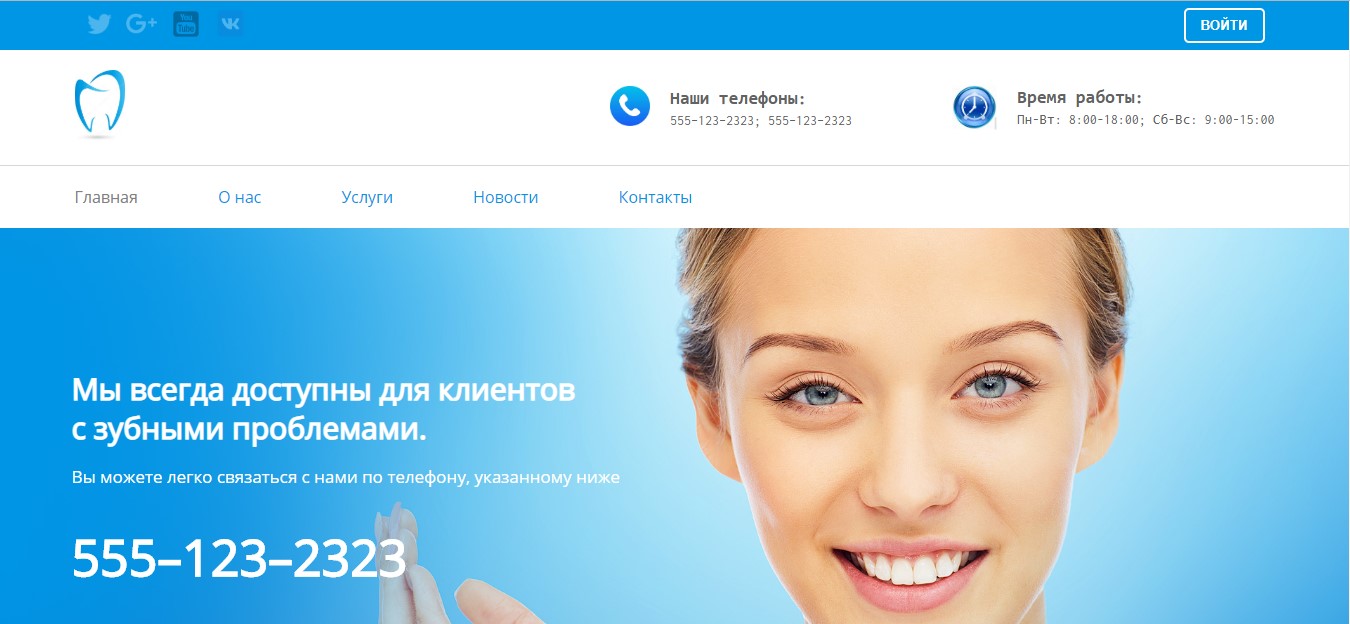 G+
You
Tube
ВОЙТИ
Наши телефоны:
555-123-2323; 555-123-2323
Время работы:
Пн-Вт: 8:00-18:00; Сб-Вс: 9:00-15:00
Главная
О нас
Услуги
Новости
Контакты
Мы всегда доступны для клиентов
с зубными проблемами.
Вы можете легко связаться с нами по телефону, указанному ниже
555–123–2323